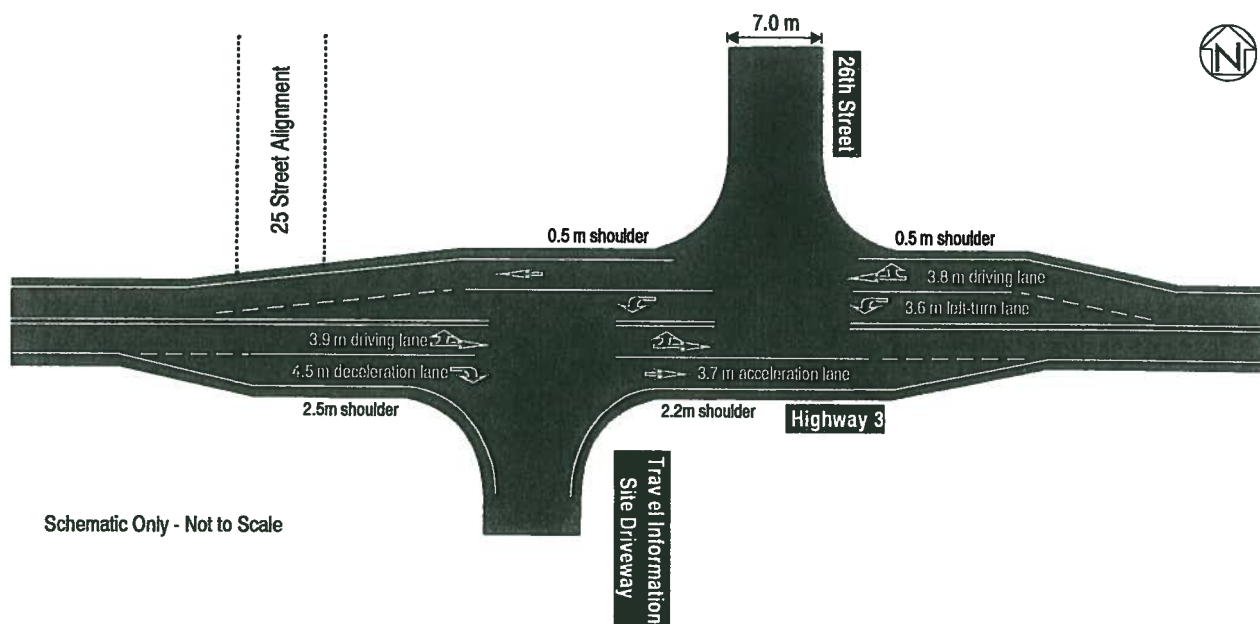 7.0 m
N
26th Street
25 Street Alignment
0.5 m shoulder
0.5 m shoulder
3.8 m driving lane
3.6 m left-turn lane
3.9 m driving lane
4.5 m deceleration lane
3.7 m acceleration lane
2.5m shoulder
2.2m shoulder
Highway 3
Trav el Information
Site Driveway
Schematic Only - Not to Scale